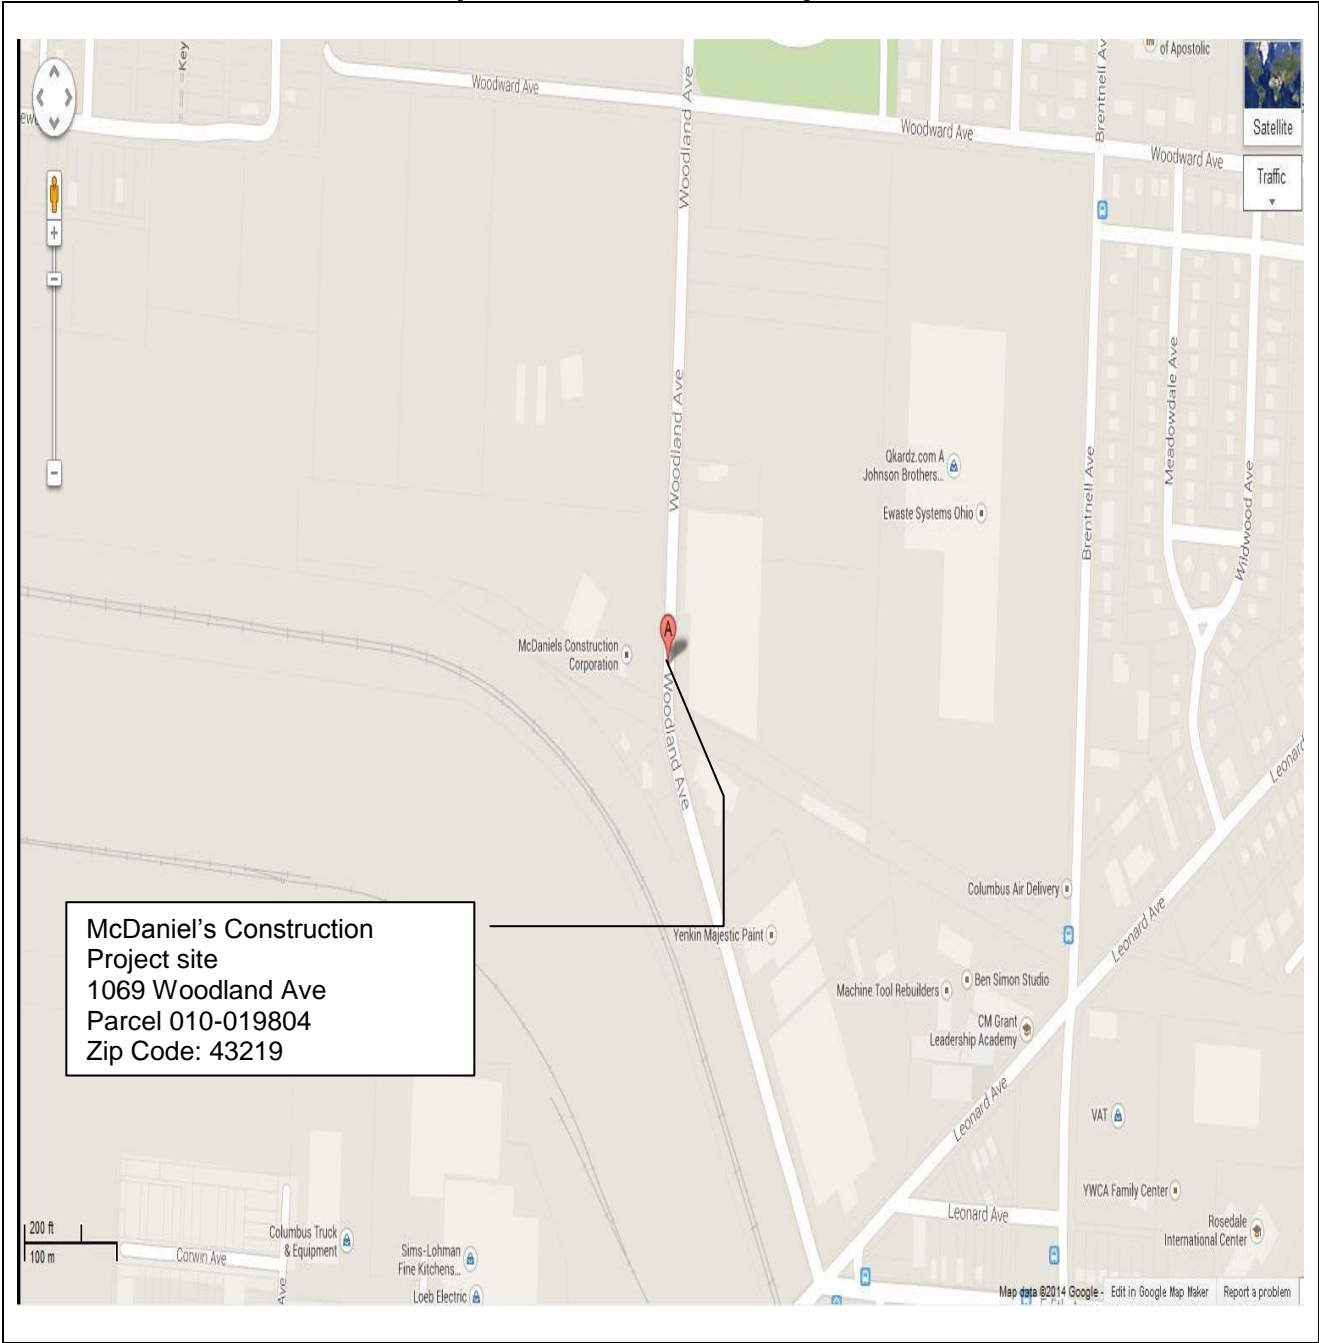 Key
of Apostolic
Woodward Ave
Woodland Ave
Brentnell Av
Woodward Ave
Woodward Ave
Satellite
Traffic
Meadowdale Ave
Woodland Ave
Brentnell Ave
Wildwood Ave
Qkardz.com A
Johnson Brothers...
Ewaste Systems Ohio
A
McDaniels Construction
Corporation
Woodland Ave
Leonard
Columbus Air Delivery
Leonard Ave
McDaniel's Construction
Project site
1069 Woodland Ave
Parcel 010-019804
Zip Code: 43219
Yenkin Majestic Paint
Machine Tool Rebuilders
Ben Simon Studio
CM Grant
Leadership Academy
Leonard Ave
VAT
YWCA Family Center
Leonard Ave
Rosedale
International Center
200 ft
100 m
Corwin Ave
Columbus Truck
& Equipment
Ave
Sims-Lohman
Fine Kitchens...
Loeb Electric
Map data ©2014 Google - Edit in Google Map Maker Report a problem